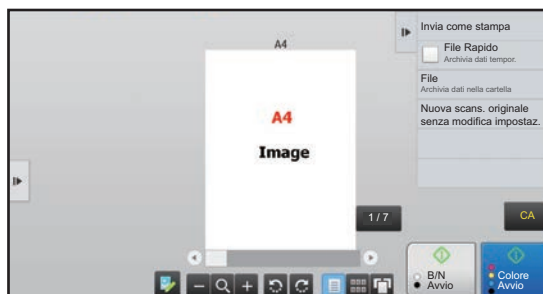 A4
A4
Image
1 / 7
Invia come stampa
File Rapido
Archivia dati tempor.
File
Archivia dati nella cartella
Nuova scans. originale
senza modifica impostaz.
CA
B/N
Avvio
Colore
Avvio